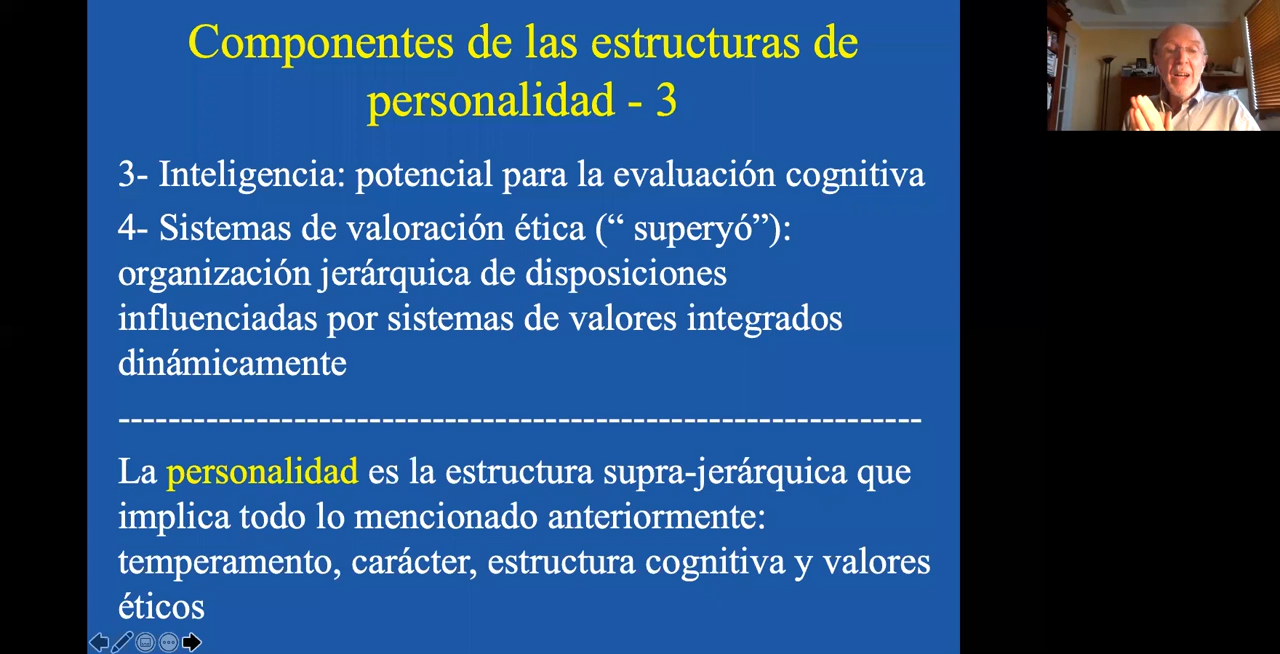 Componentes de las estructuras de
personalidad - 3
3- Inteligencia: potencial para la evaluación cognitiva
4- Sistemas de valoración ética (“ superyó”):
organización jerárquica de disposiciones
influenciadas por sistemas de valores integrados
dinámicamente
-----------------------------------------------------------------
La personalidad es la estructura supra-jerárquica que
implica todo lo mencionado anteriormente:
temperamento, carácter, estructura cognitiva y valores
éticos